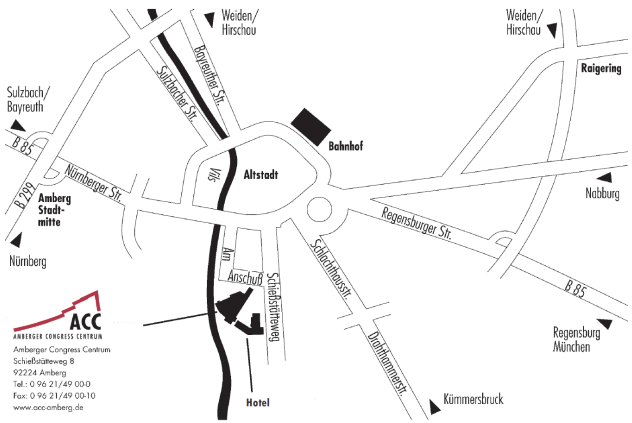 Weiden/
Hirschau
Weiden/
Hirschau
Raigering
Sulzbach/
Bayreuth
B 85
Sulzbacher Str.
Bayreuther Str.
Bahnhof
Nürnberger Str.
Vils
Altstadt
B 299
Amberg
Stadt-
mitte
Nürnberg
Nabburg
Regensburger Str.
Am
Anschuß
Schießstätteweg
Schlachthausstr.
B 85
Regensburg
München
Drahthammerstr.
Kümmersbruck
Hotel
ACC
AMBERGER CONGRESS CENTRUM
Amberger Congress Centrum
Schießstätteweg 8
92224 Amberg
Tel.: 0 96 21/49 00-0
Fax: 0 96 21/49 00-10
www.acc-amberg.de